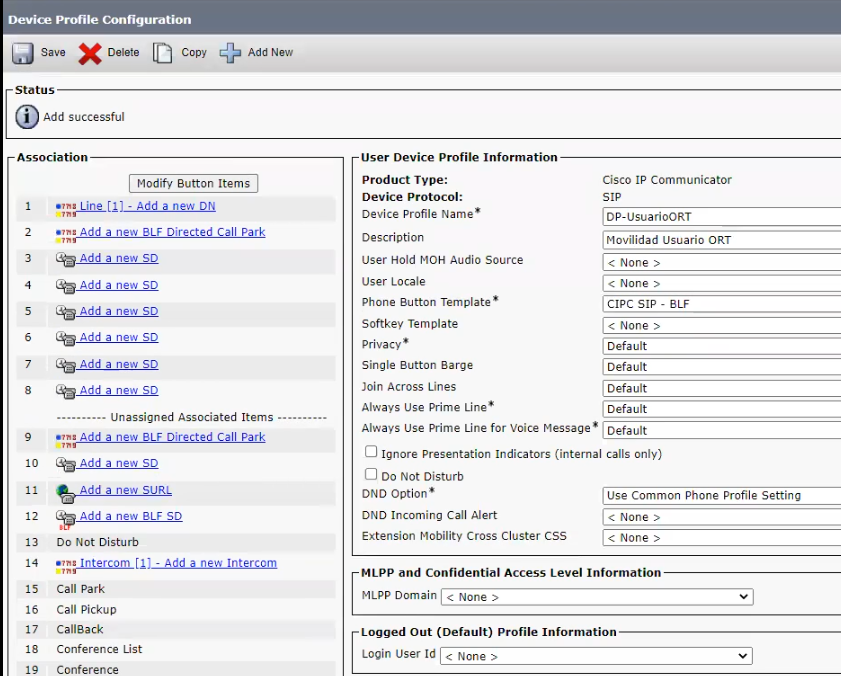 Device Profile Configuration
Save Delete Copy Add New
Status
Add successful
Association
Modify Button Items
1 Line [1] - Add a new DN
2 Add a new BLF Directed Call Park
3 Add a new SD
4 Add a new SD
5 Add a new SD
6 Add a new SD
7 Add a new SD
8 Add a new SD
---------- Unassigned Associated Items ----------
9 Add a new BLF Directed Call Park
10 Add a new SD
11 Add a new SURL
12 Add a new BLF SD
13 Do Not Disturb
14 Intercom [1] - Add a new Intercom
15 Call Park
16 Call Pickup
17 CallBack
18 Conference List
19 Conference
User Device Profile Information
Product Type: Cisco IP Communicator
Device Protocol: SIP
Device Profile Name* DP-UsuarioORT
Description Movilidad Usuario ORT
User Hold MOH Audio Source < None >
User Locale < None >
Phone Button Template* CIPC SIP - BLF
Softkey Template < None >
Privacy* Default
Single Button Barge Default
Join Across Lines Default
Always Use Prime Line* Default
Always Use Prime Line for Voice Message* Default
Ignore Presentation Indicators (internal calls only)
Do Not Disturb
DND Option* Use Common Phone Profile Setting
DND Incoming Call Alert < None >
Extension Mobility Cross Cluster CSS < None >
MLPP and Confidential Access Level Information
MLPP Domain < None >
Logged Out (Default) Profile Information
Login User Id < None >